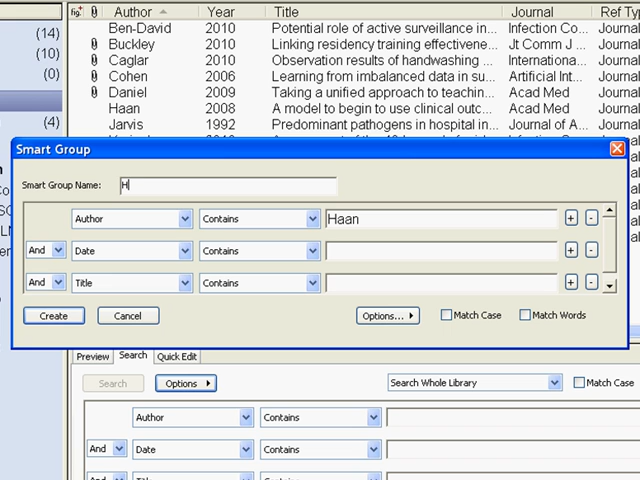 fig. Author Year Title Journal Ref Typ
(14) Ben-David 2010 Potential role of active surveillance in... Infection Co... Journal
(10) Buckley 2010 Linking residency training effectivene... Jt Comm J ... Journal
(0) Caglar 2010 Observation results of handwashing ... Internationa... Journal
Cohen 2006 Learning from imbalanced data in su... Artificial Int... Journal
Daniel 2009 Taking a unified approach to teachin... Acad Med Journal
Haan 2008 A model to begin to use clinical outc... Acad Med Journal
(4) Jarvis 1992 Predominant pathogens in hospital in... Journal of A... Journal
Smart Group
Smart Group Name: H
Author Contains Haan + -
And Date Contains + -
And Title Contains + -
Create Cancel Options... Match Case Match Words
Preview Search Quick Edit
Search Options Search Whole Library Match Case
Author Contains
And Date Contains
And